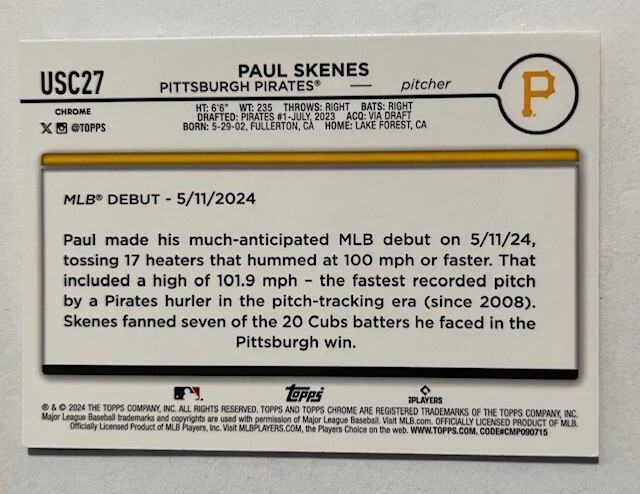 USC27
PAUL SKENES
PITTSBURGH PIRATES® — pitcher
P
CHROME
X @TOPPS
HT: 6'6" WT: 235 THROWS: RIGHT BATS: RIGHT
DRAFTED: PIRATES #1-JULY, 2023 ACQ: VIA DRAFT
BORN: 5-29-02, FULLERTON, CA HOME: LAKE FOREST, CA
MLB® DEBUT - 5/11/2024
Paul made his much-anticipated MLB debut on 5/11/24,
tossing 17 heaters that hummed at 100 mph or faster. That
included a high of 101.9 mph – the fastest recorded pitch
by a Pirates hurler in the pitch-tracking era (since 2008).
Skenes fanned seven of the 20 Cubs batters he faced in the
Pittsburgh win.
Topps
PLAYERS
® & © 2024 THE TOPPS COMPANY, INC. ALL RIGHTS RESERVED. TOPPS AND TOPPS CHROME ARE REGISTERED TRADEMARKS OF THE TOPPS COMPANY, INC.
Major League Baseball trademarks and copyrights are used with permission of Major League Baseball. Visit MLB.com. OFFICIALLY LICENSED PRODUCT OF MLB.
Officially Licensed Product of MLB Players, Inc. Visit MLBPLAYERS.COM, the Players Choice on the web. WWW.TOPPS.COM. CODE#CMP090715